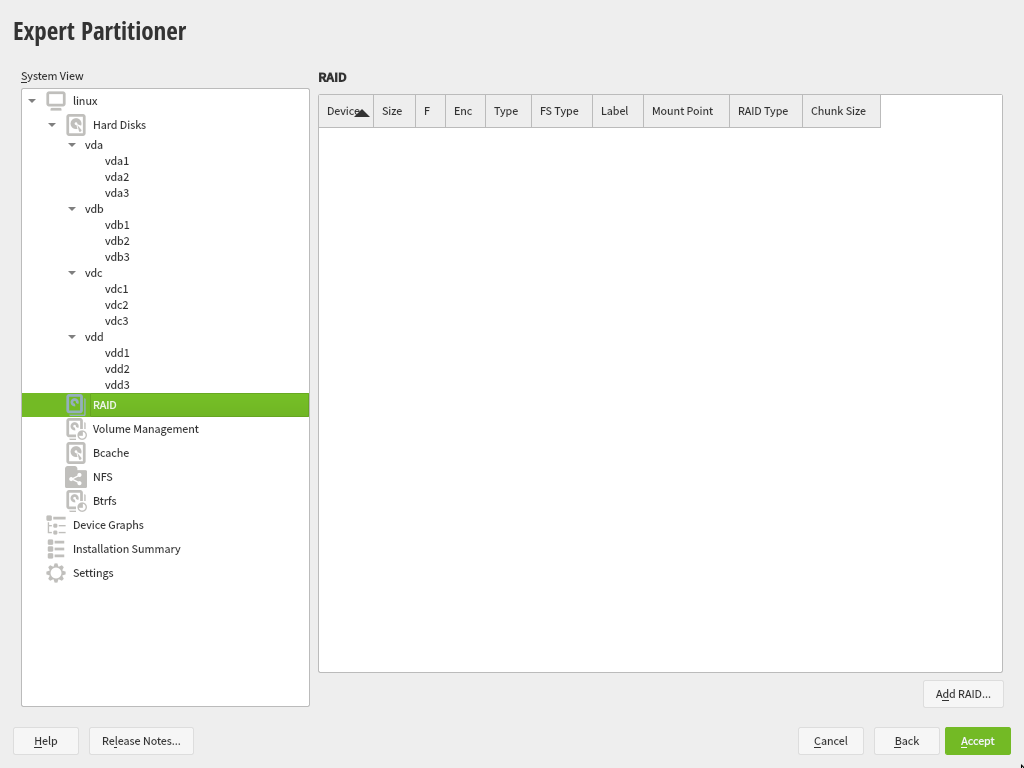 Expert Partitioner
System View
linux
Hard Disks
vda
vda1
vda2
vda3
vdb
vdb1
vdb2
vdb3
vdc
vdc1
vdc2
vdc3
vdd
vdd1
vdd2
vdd3
RAID
Volume Management
Bcache
NFS
Btrfs
Device Graphs
Installation Summary
Settings
RAID
Device Size F Enc Type FS Type Label Mount Point RAID Type Chunk Size
Add RAID...
Help Release Notes... Cancel Back Accept